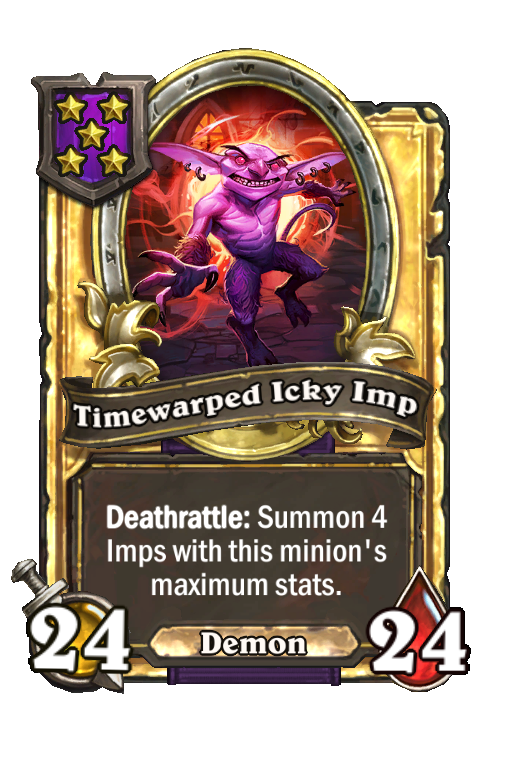 Timewarped Icky Imp
Deathrattle: Summon 4
Imps with this minion's
maximum stats.
24
Demon
24